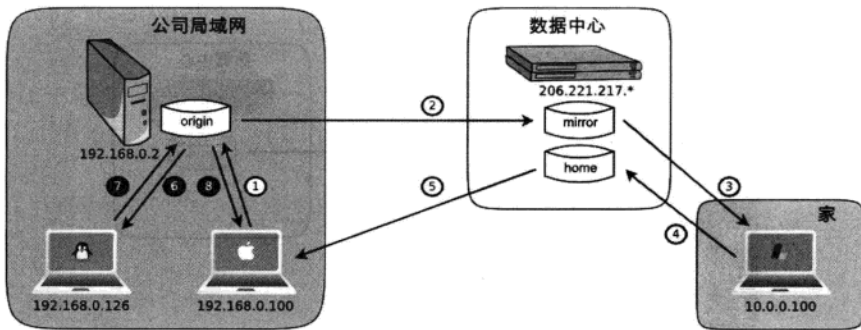 公司局域网
数据中心
206.221.217.*
②
origin
mirror
192.168.0.2
home
⑦
⑥
⑧
①
⑤
③
④
家
192.168.0.126
192.168.0.100
10.0.0.100